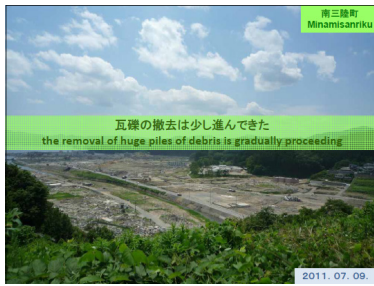 南三陸町
Minamisanriku
瓦礫の撤去は少し進んできた
the removal of huge piles of debris is gradually proceeding
2011. 07. 09.